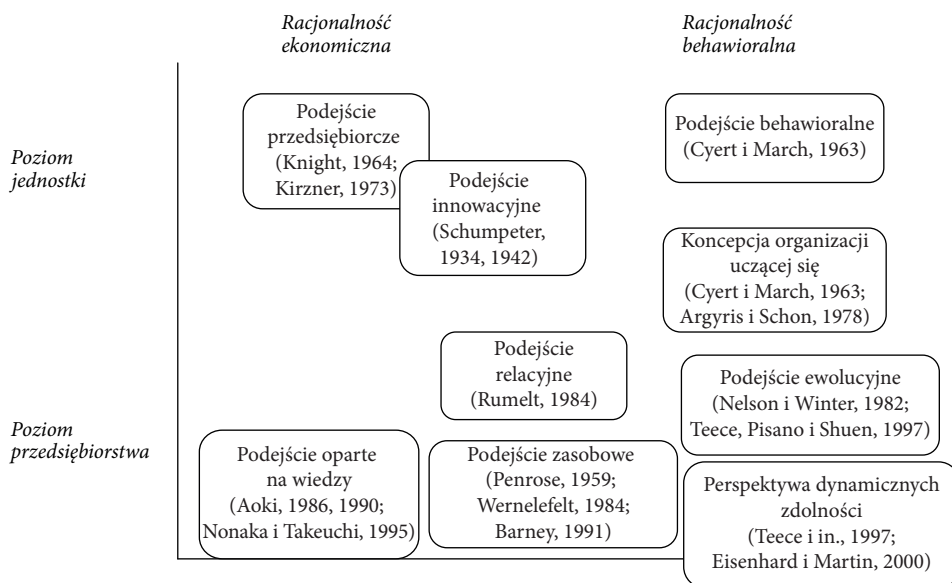 Racjonalność
ekonomiczna
Racjonalność
behawioralna
Poziom
jednostki
Podejście
przedsiębiorcze
(Knight, 1964;
Kirzner, 1973)
Podejście
innowacyjne
(Schumpeter,
1934, 1942)
Podejście behawioralne
(Cyert i March, 1963)
Koncepcja organizacji
uczącej się
(Cyert i March, 1963;
Argyris i Schon, 1978)
Poziom
przedsiębiorstwa
Podejście
relacyjne
(Rumelt, 1984)
Podejście ewolucyjne
(Nelson i Winter, 1982;
Teece, Pisano i Shuen, 1997)
Podejście oparte
na wiedzy
(Aoki, 1986, 1990;
Nonaka i Takeuchi, 1995)
Podejście zasobowe
(Penrose, 1959;
Wernelefelt, 1984;
Barney, 1991)
Perspektywa dynamicznych
zdolności
(Teece i in., 1997;
Eisenhard i Martin, 2000)